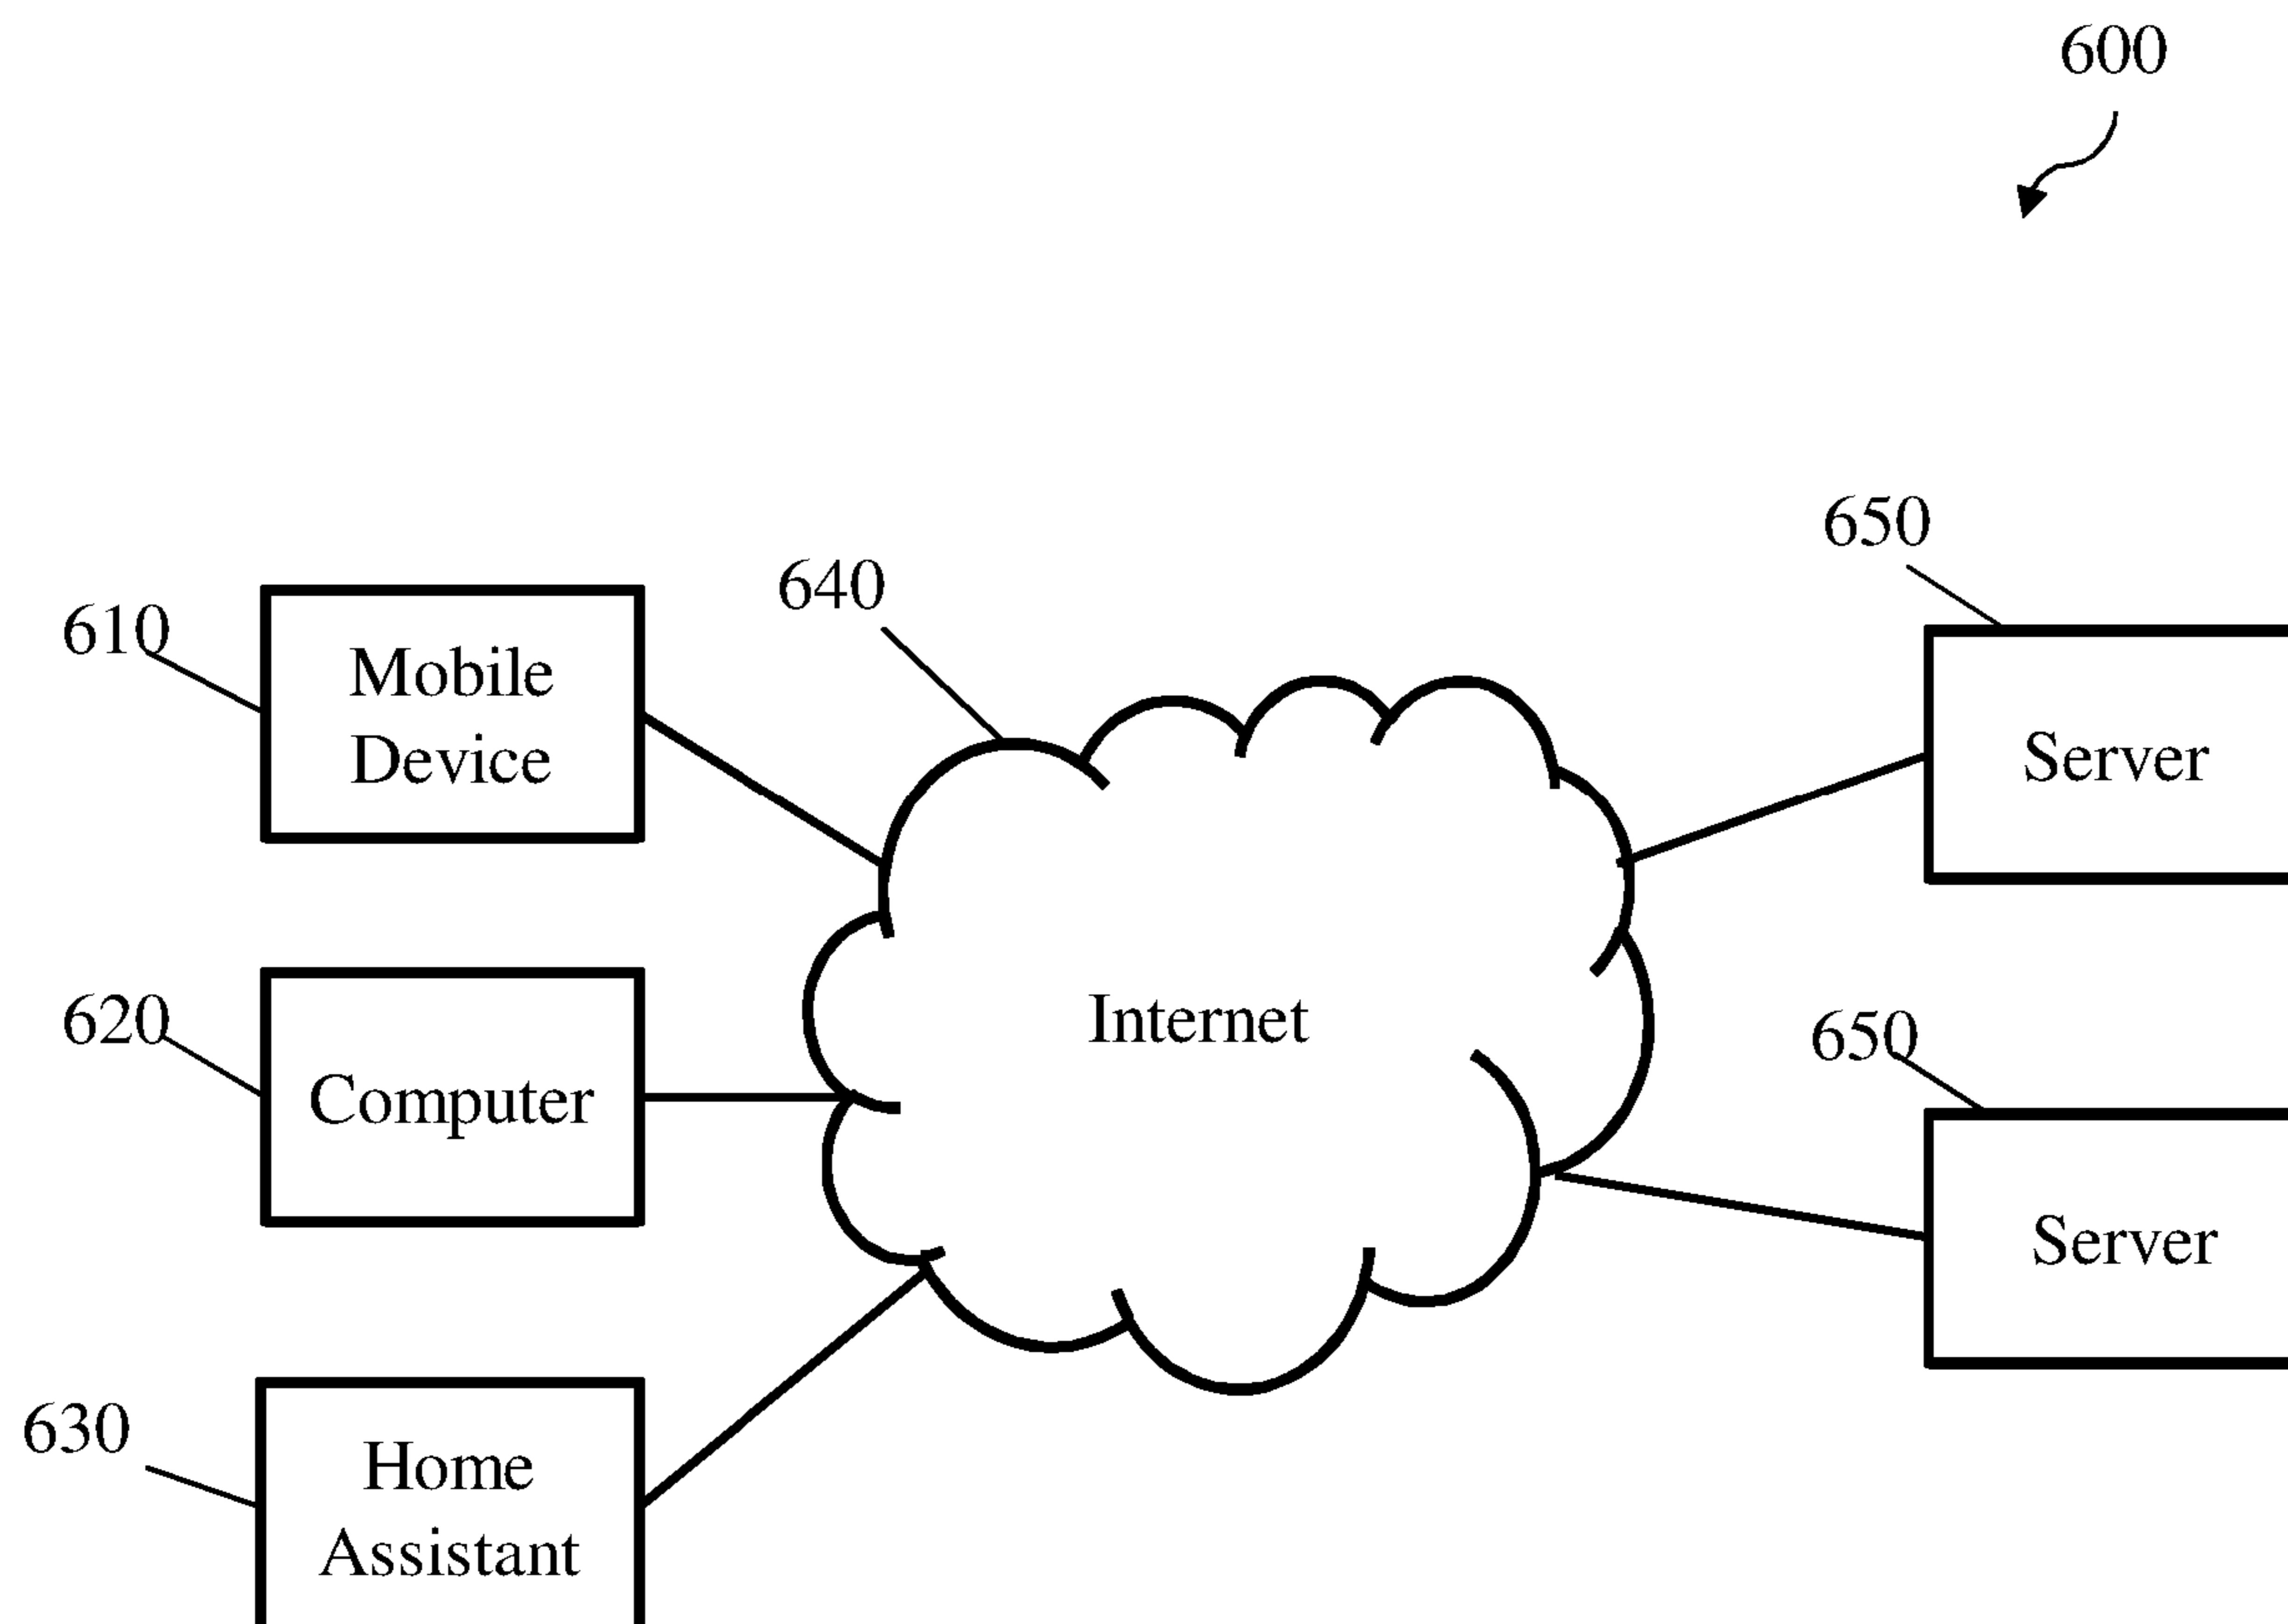 600
650
640
610
Mobile
Device
Server
620
Internet
650
Computer
Server
630
Home
Assistant